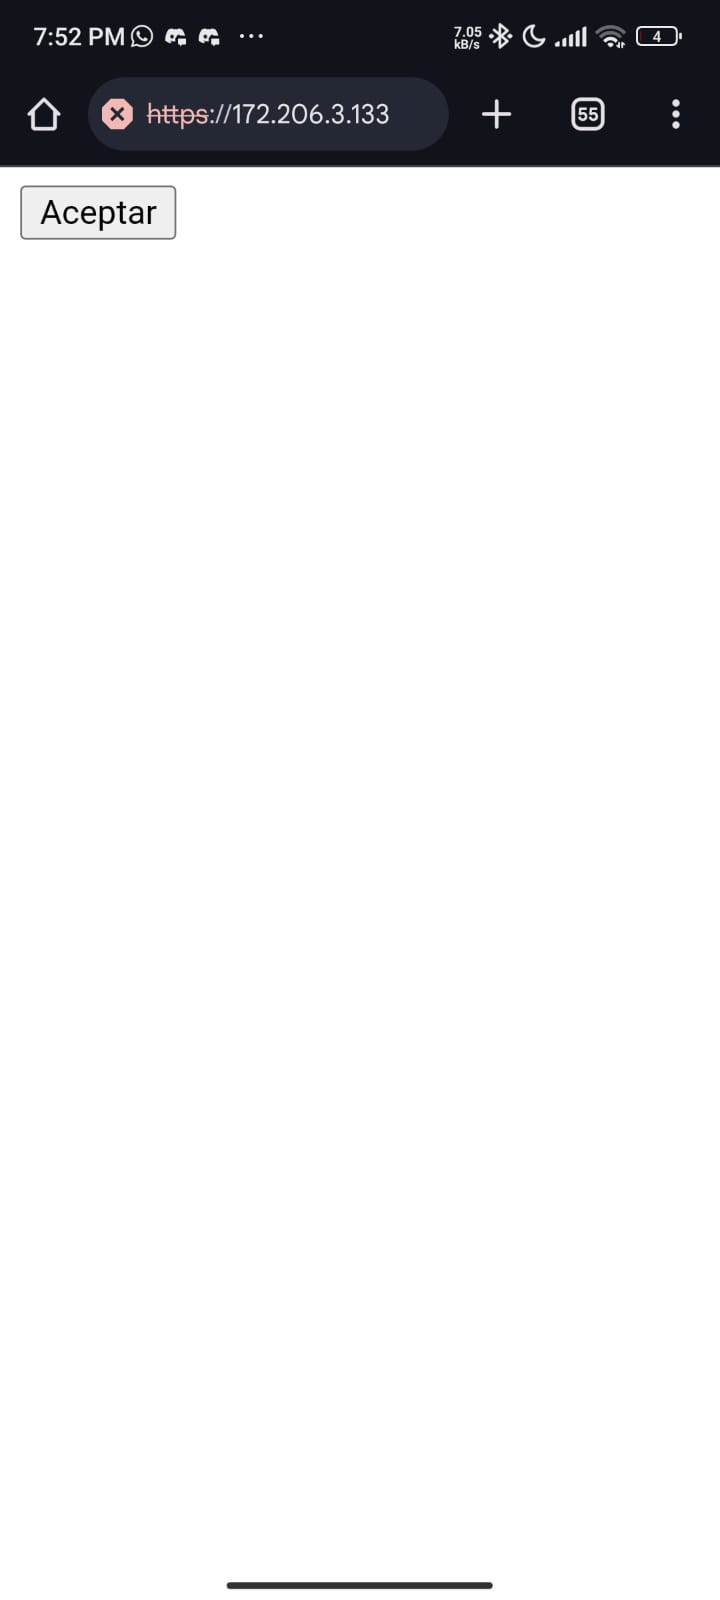 7:52 PM ... 7.05 kB/s 4
https://172.206.3.133 55
Aceptar